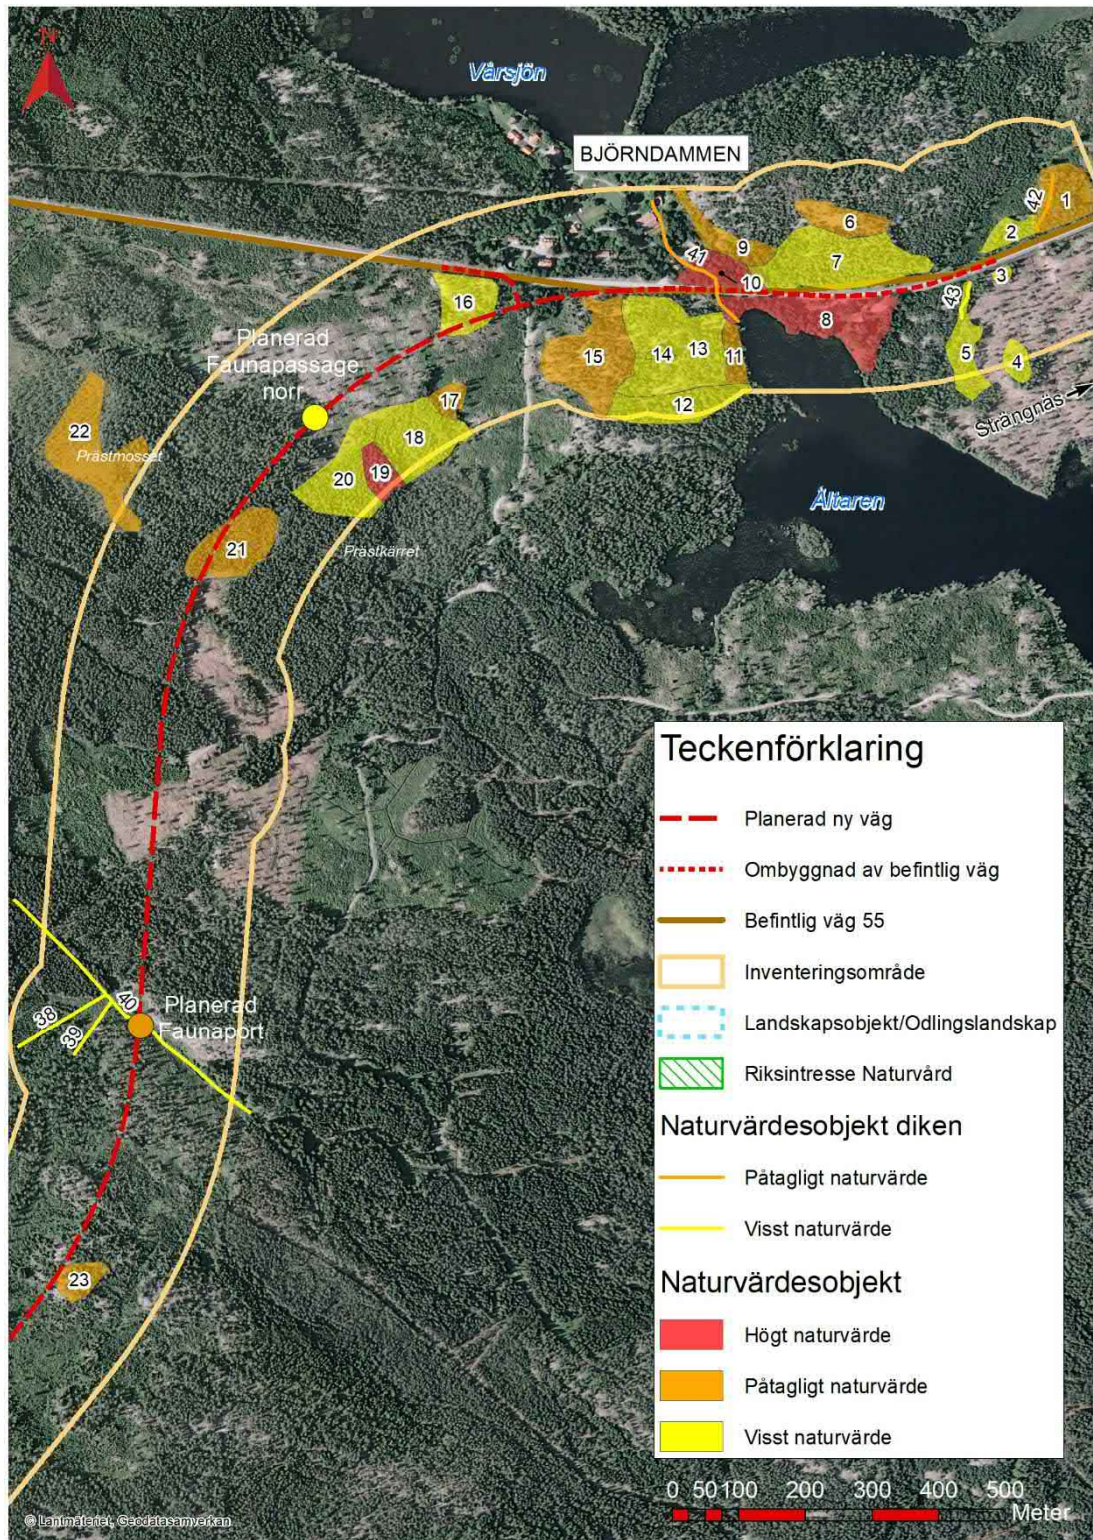 N
Vårsjön
BJÖRNDAMMEN
1
42
2
6
9
7
41
10
3
8
43
16
Planerad
Faunapassage
norr
15
14
13
11
5
4
Strängnäs
12
17
22
18
Prästmosset
19
20
Ältaren
21
Prästkärret
40
38
39
Planerad
Faunaport
23
Teckenförklaring
Planerad ny väg
Ombyggnad av befintlig väg
Befintlig väg 55
Inventeringsområde
Landskapsobjekt/Odlingslandskap
Riksintresse Naturvård
Naturvärdesobjekt diken
Påtagligt naturvärde
Visst naturvärde
Naturvärdesobjekt
Högt naturvärde
Påtagligt naturvärde
Visst naturvärde
0 50 100 200 300 400 500
Meter
© Lantmäteriet, Geodatasamverkan